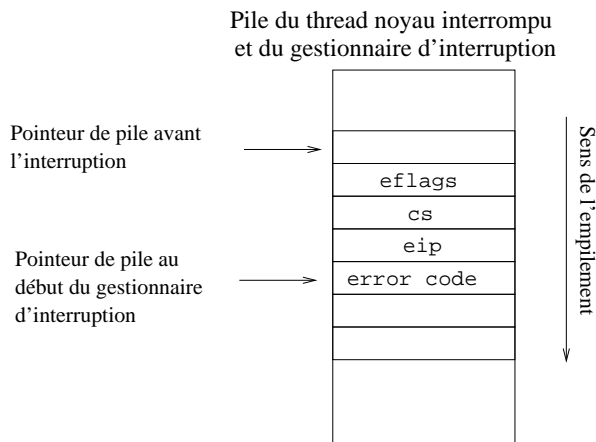 Pile du thread noyau interrompu
et du gestionnaire d'interruption
Pointeur de pile avant
l'interruption
eflags
cs
eip
error code
Pointeur de pile au
début du gestionnaire
d'interruption
Sens de l'empilement